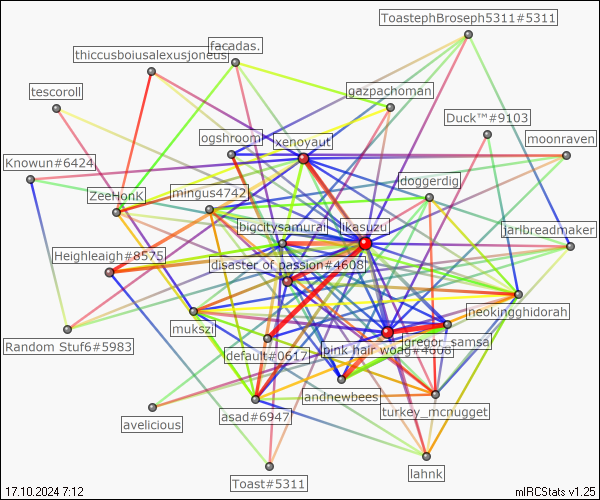 ToastephBroseph5311#5311
facadas.
thiccusboiusalexusjoneus
tescoroll
gazpachoman
Duck™#9103
ogshroom
xenoyaut
moonraven
Knowun#6424
doggerdig
ZeeHonK
mingus4742
bigcitysamurai
ikasuzu
jarlbreadmaker
Heighleaigh#8575
disaster of passion#4608
mukszi
neokingghidorah
Random Stuf6#5983
default#0617
pink hair woag#4608
gregor_samsa
andnewbees
turkey_mcnugget
avelicious
asad#6947
lahnk
Toast#5311
17.10.2024 7:12
mIRCStats v1.25